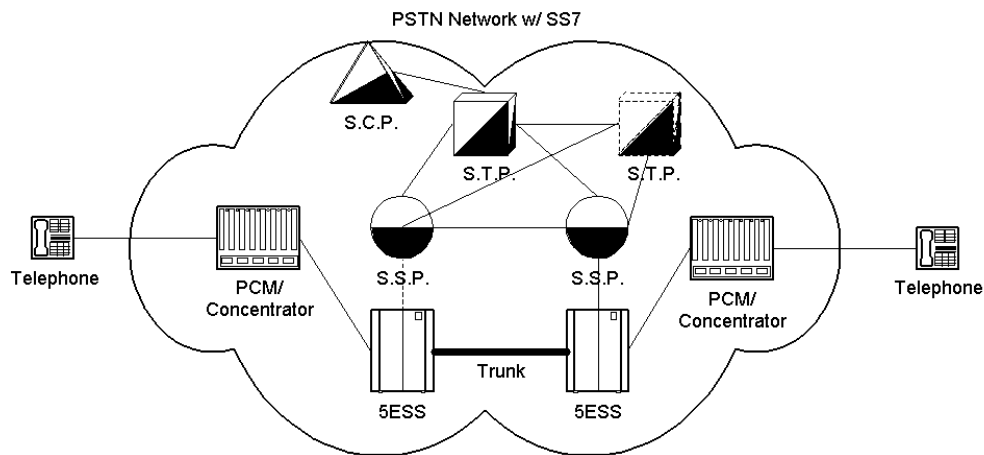 PSTN Network w/ SS7
S.C.P.
S.T.P.
S.T.P.
Telephone
PCM/
Concentrator
S.S.P.
S.S.P.
PCM/
Concentrator
Telephone
Trunk
5ESS
5ESS